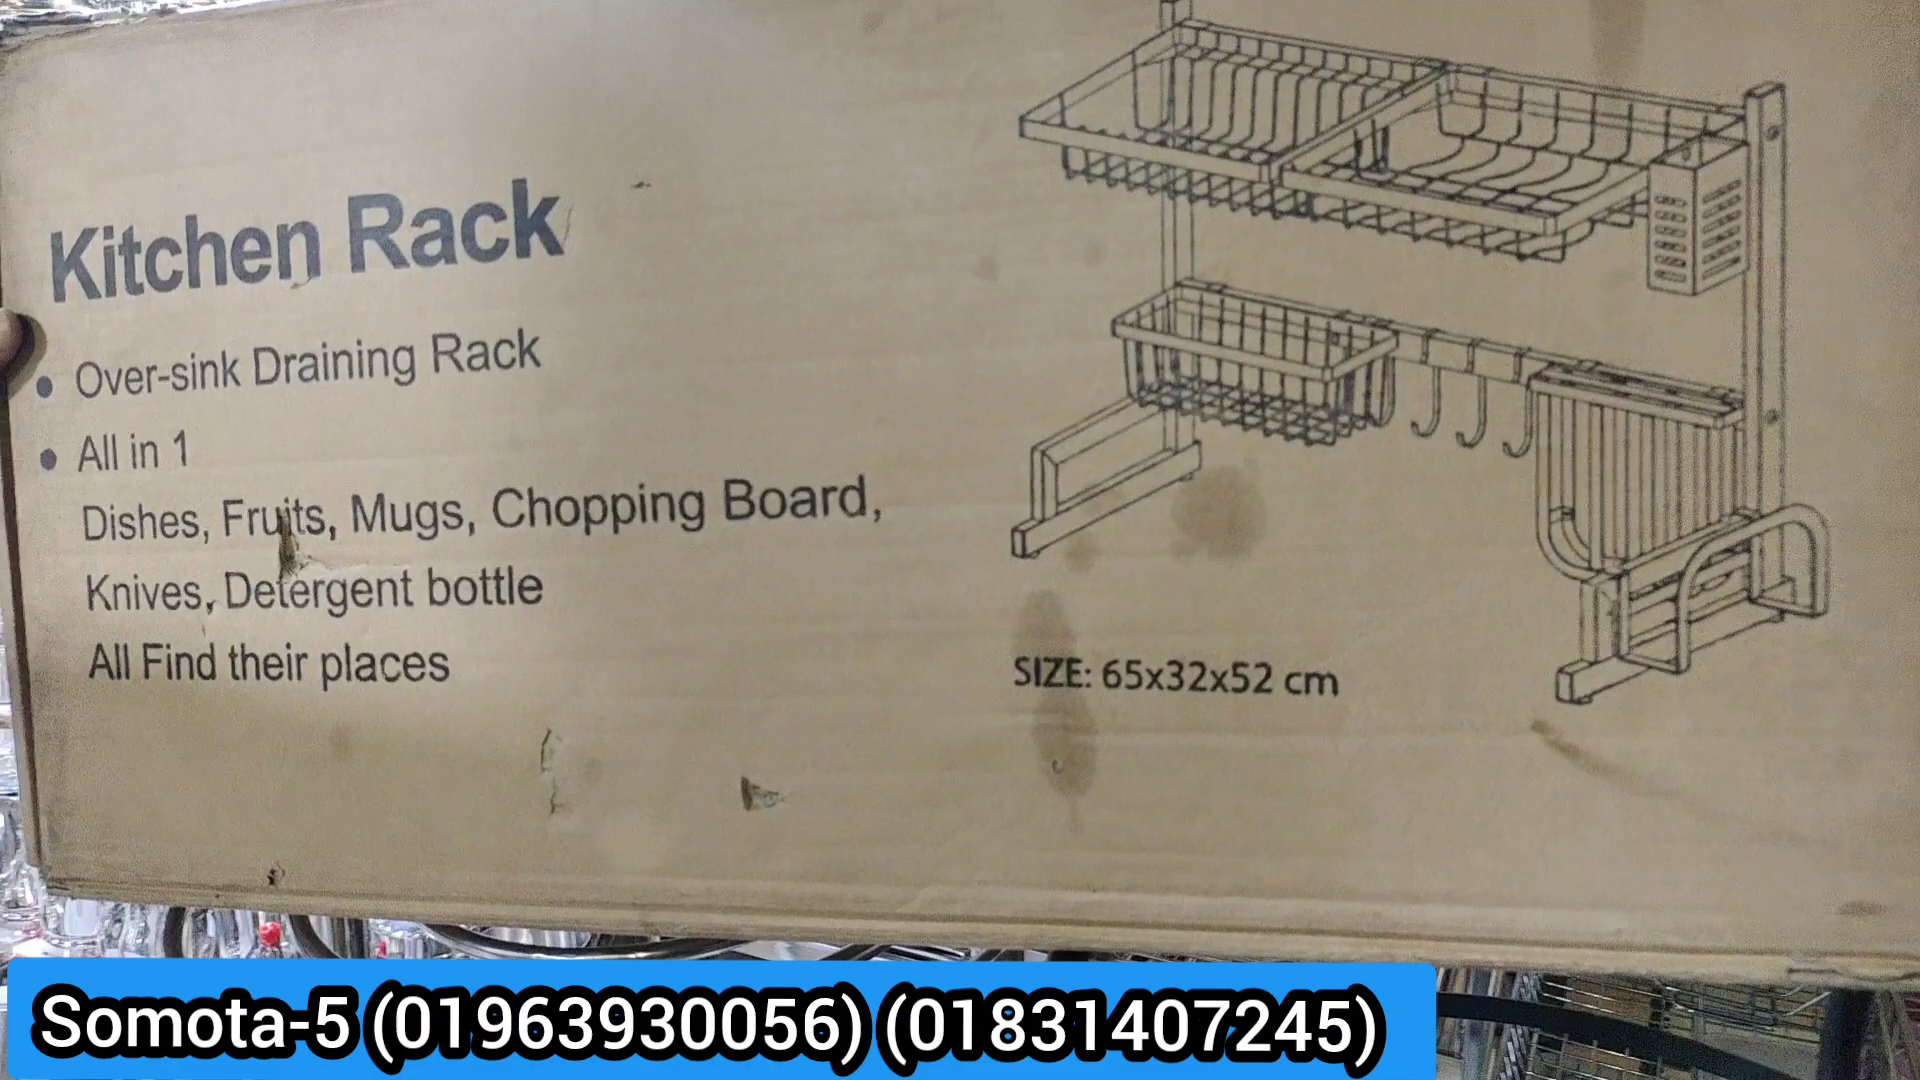 Kitchen Rack
• Over-sink Draining Rack
• All in 1
Dishes, Fruits, Mugs, Chopping Board,
Knives, Detergent bottle
All Find their places
SIZE: 65x32x52 cm
Somota-5 (01963930056) (01831407245)